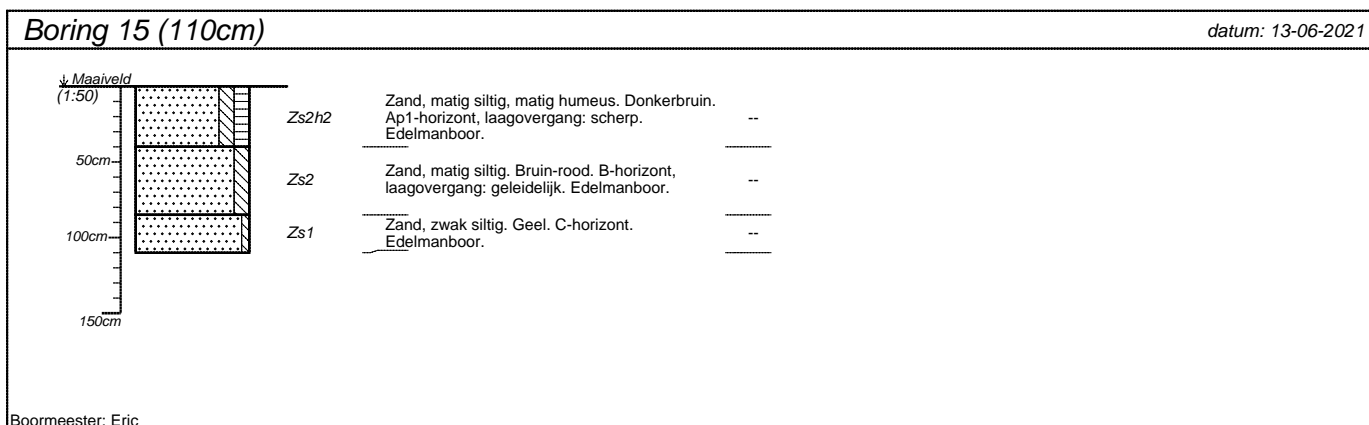 Boring 15 (110cm)
datum: 13-06-2021
Maaiveld
(1:50)
Zs2h2
Zand, matig siltig, matig humeus. Donkerbruin.
Ap1-horizont, laagovergang: scherp.
Edelmanboor.
--
50cm
Zs2
Zand, matig siltig. Bruin-rood. B-horizont,
laagovergang: geleidelijk. Edelmanboor.
--
100cm
Zs1
Zand, zwak siltig. Geel. C-horizont.
Edelmanboor.
--
150cm
Boormeester: Eric